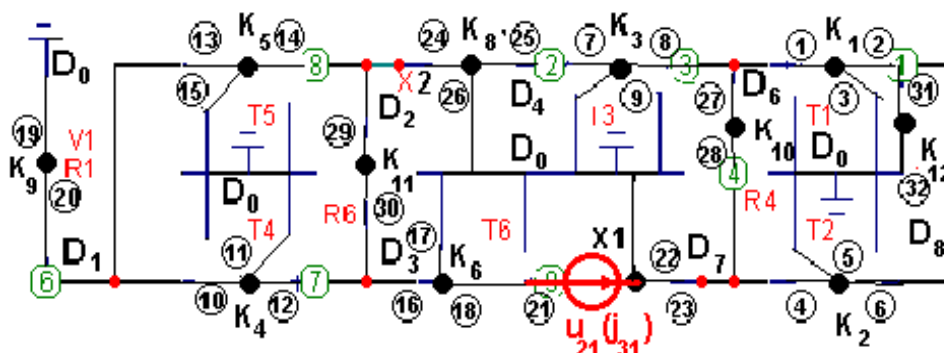 13 K5 14 24 K8' 25 7 K3 8 1 K1 2
8 2 3 1
D0 15 X2 26 9 D6 3 31
D2 D4 27
19 V1 T5 29 T3 T1
K9 R1 K11 D0 28 K10 D0 K12
20 D0 4 32
T4 R6 30 T6 R4 T2 D8
D1 11 D3 17 K6 X1 22 D7 5
6 7 9
10 K4 12 16 18 21 23 4 K2 6
u21(j31)